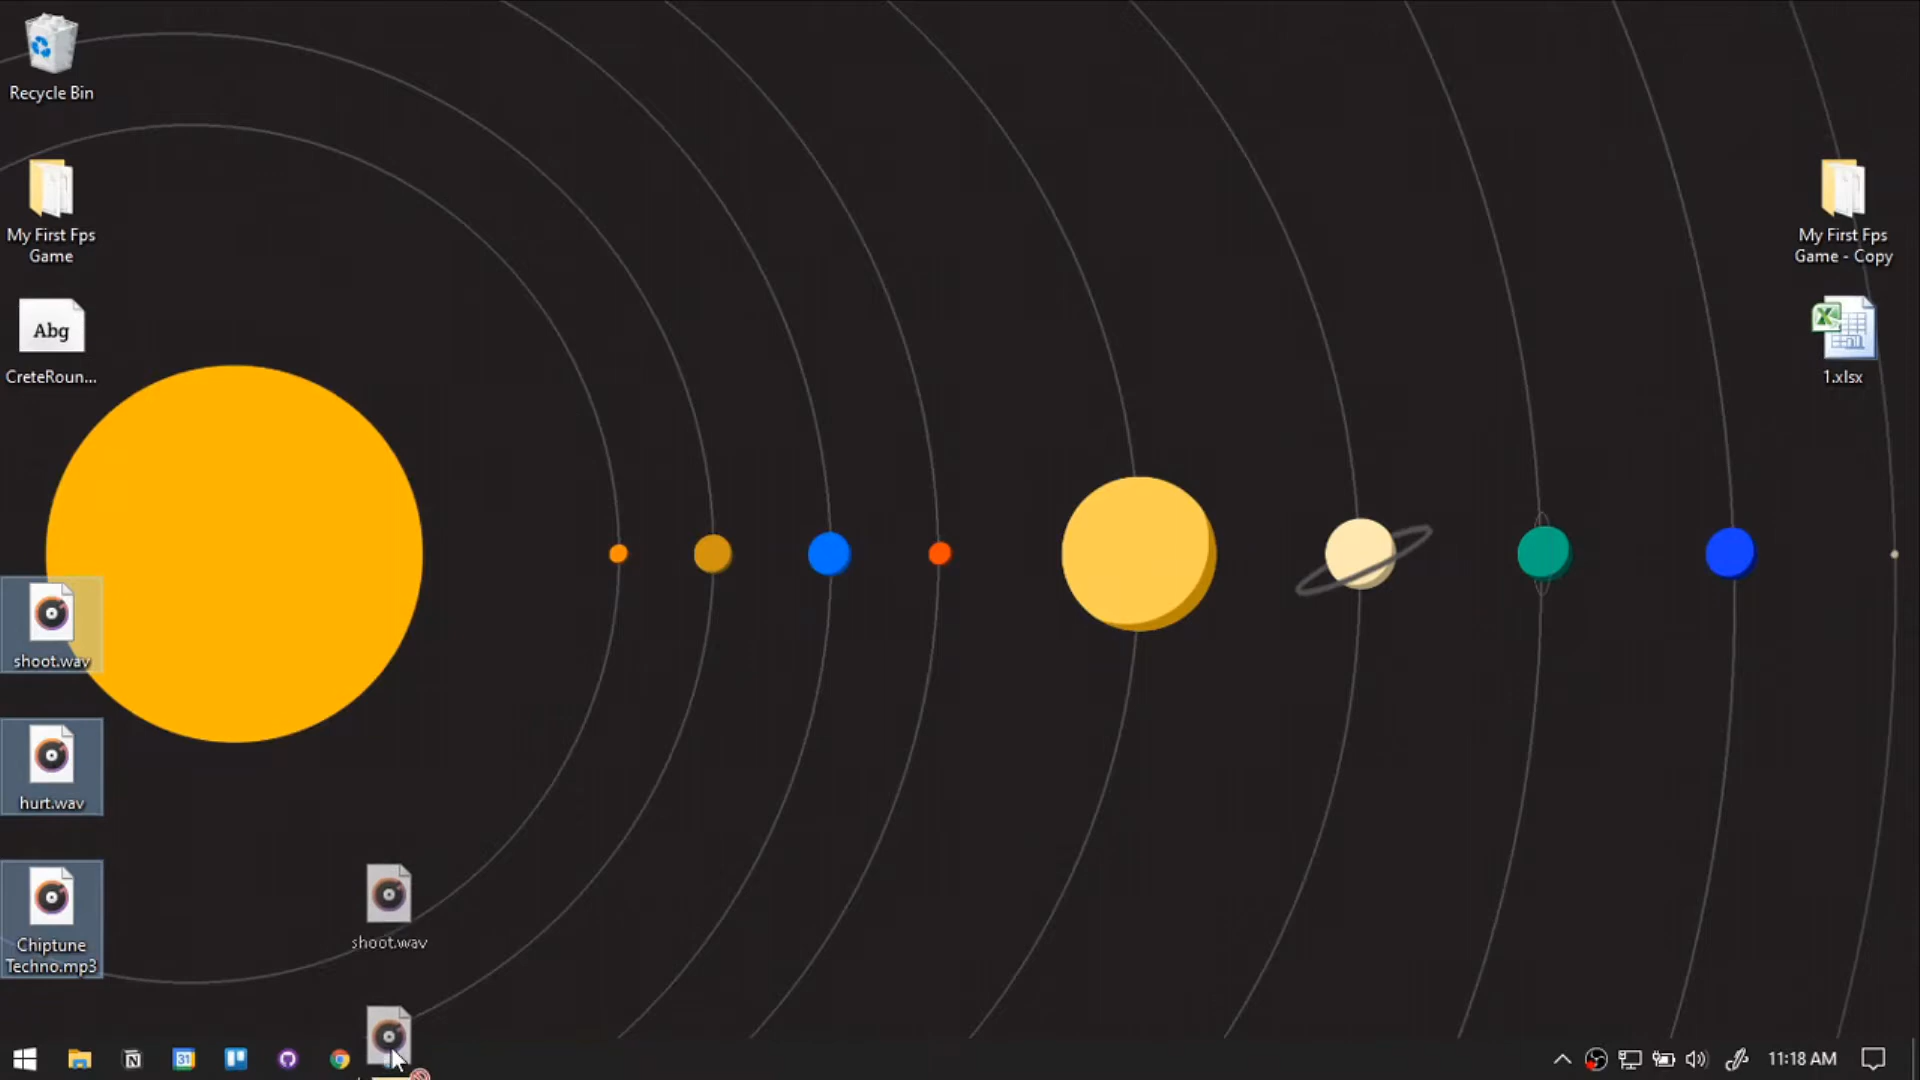 Recycle Bin
My First Fps
Game
Abg
CreteRoun...
My First Fps
Game - Copy
1.xlsx
shoot.wav
hurt.wav
Chiptune
Techno.mp3
shoot.wav
31
11:18 AM